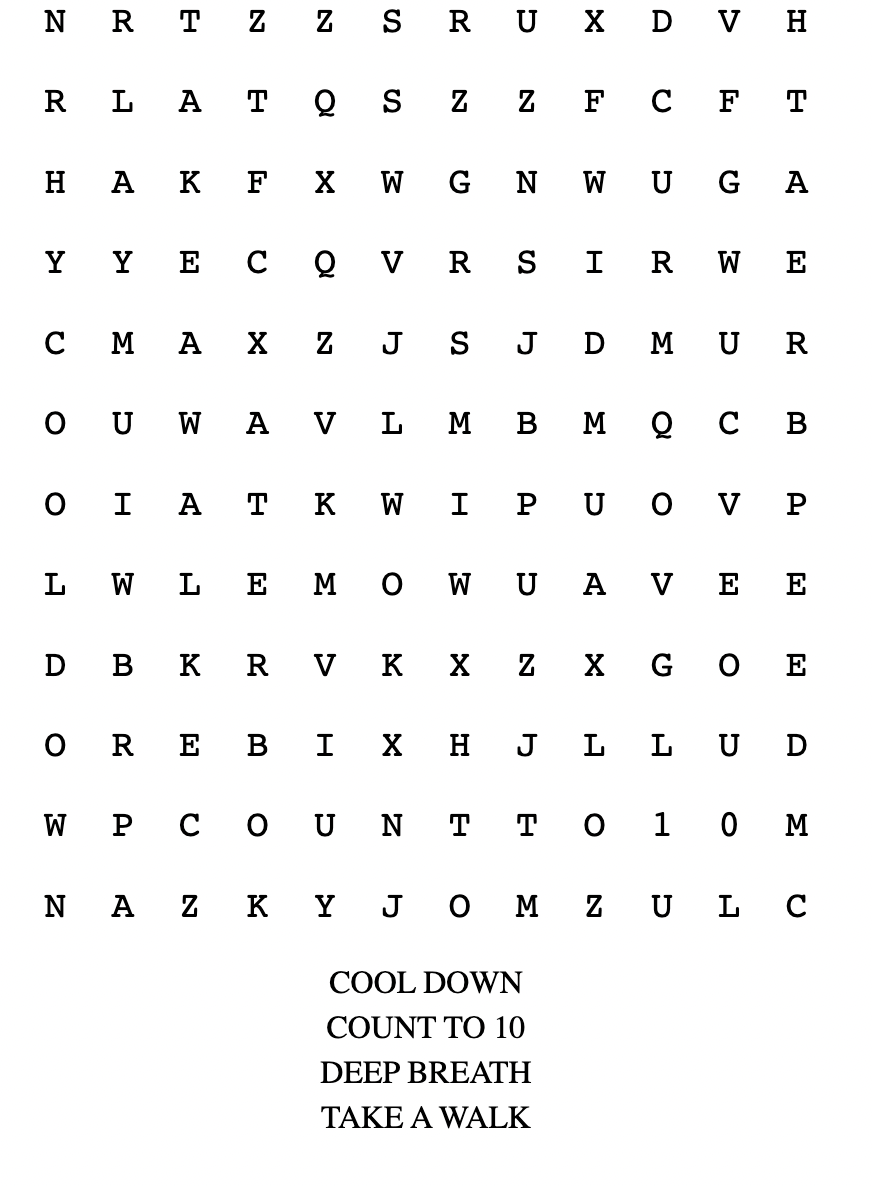 N R T Z Z S R U X D V H
R L A T Q S Z Z F C F T
H A K F X W G N W U G A
Y Y E C Q V R S I R W E
C M A X Z J S J D M U R
O U W A V L M B M Q C B
O I A T K W I P U O V P
L W L E M O W U A V E E
D B K R V K X Z X G O E
O R E B I X H J L L U D
W P C O U N T T O 1 0 M
N A Z K Y J O M Z U L C
COOL DOWN
COUNT TO 10
DEEP BREATH
TAKE A WALK